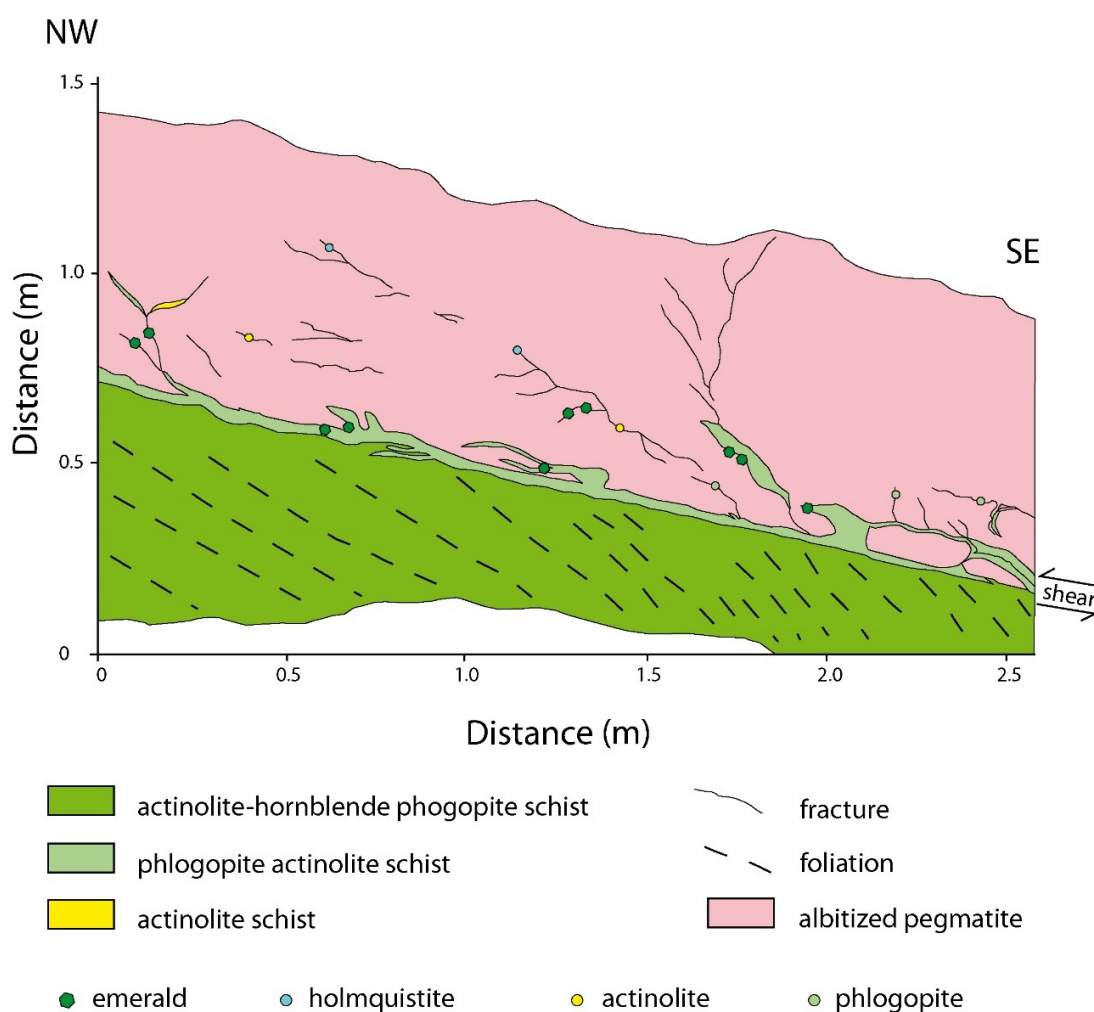 NW
1.5
SE
1.0
Distance (m)
0.5
shear
0
0 0.5 1.0 1.5 2.0 2.5
Distance (m)
actinolite-hornblende phogopite schist
fracture
phlogopite actinolite schist
foliation
actinolite schist
albitized pegmatite
emerald holmquistite actinolite phlogopite